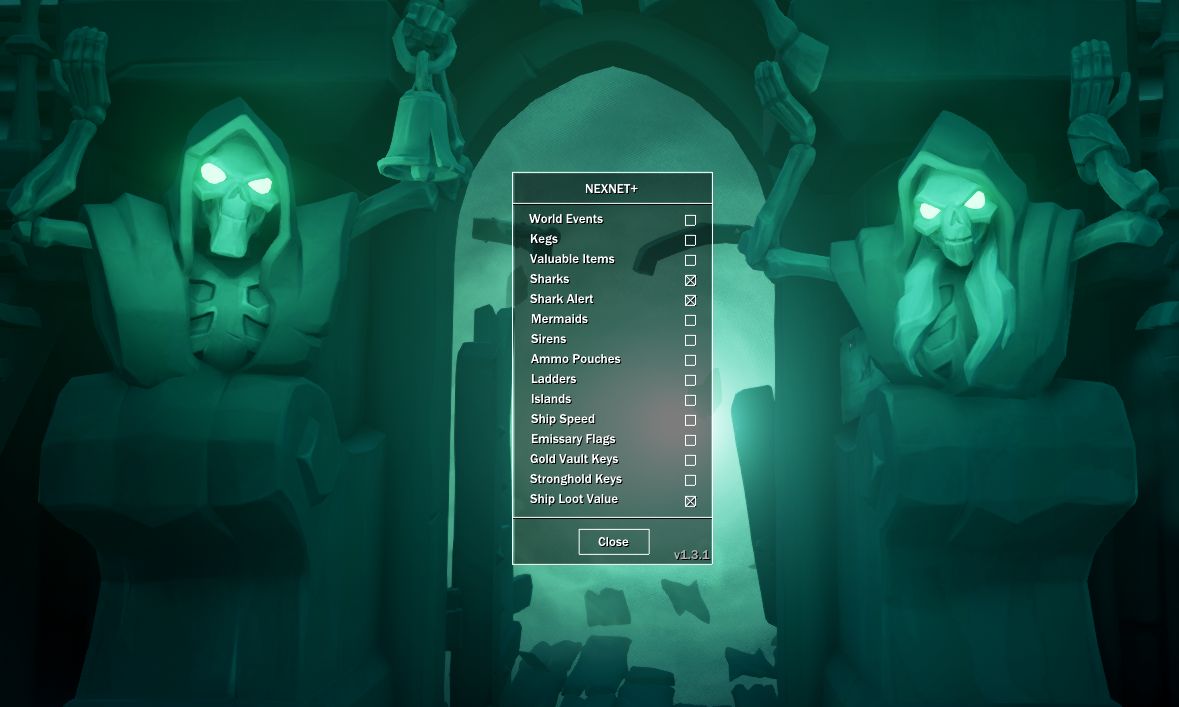 NEXNET+
World Events
Kegs
Valuable Items
Sharks
Shark Alert
Mermaids
Sirens
Ammo Pouches
Ladders
Islands
Ship Speed
Emissary Flags
Gold Vault Keys
Stronghold Keys
Ship Loot Value
Close
v1.3.1